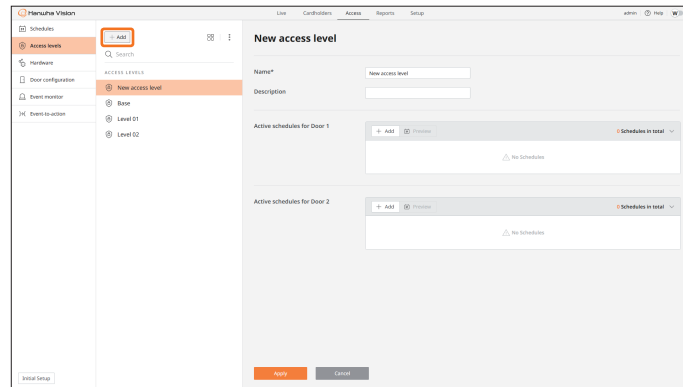 Hanwha Vision
Live Cardholders Access Reports Setup
admin Help
Schedules
Access levels
Hardware
Door configuration
Event monitor
Event-to-action
Initial Setup
+ Add
Search
ACCESS LEVELS
New access level
Base
Level 01
Level 02
New access level
Name* New access level
Description
Active schedules for Door 1
+ Add Preview 0 Schedules in total
No Schedules
Active schedules for Door 2
+ Add Preview 0 Schedules in total
No Schedules
Apply Cancel